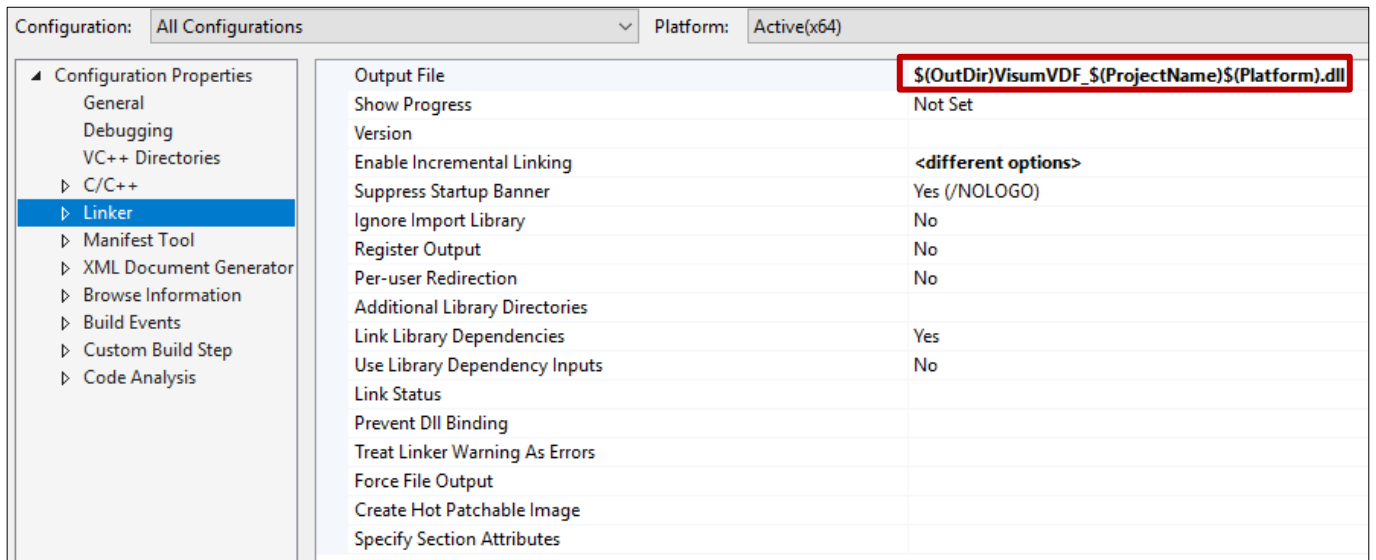 Configuration: All Configurations Platform: Active(x64)
Configuration Properties
General
Debugging
VC++ Directories
C/C++
Linker
Manifest Tool
XML Document Generator
Browse Information
Build Events
Custom Build Step
Code Analysis
Output File $(OutDir)VisumVDF_$(ProjectName)$(Platform).dll
Show Progress Not Set
Version
Enable Incremental Linking <different options>
Suppress Startup Banner Yes (/NOLOGO)
Ignore Import Library No
Register Output No
Per-user Redirection No
Additional Library Directories
Link Library Dependencies Yes
Use Library Dependency Inputs No
Link Status
Prevent Dll Binding
Treat Linker Warning As Errors
Force File Output
Create Hot Patchable Image
Specify Section Attributes